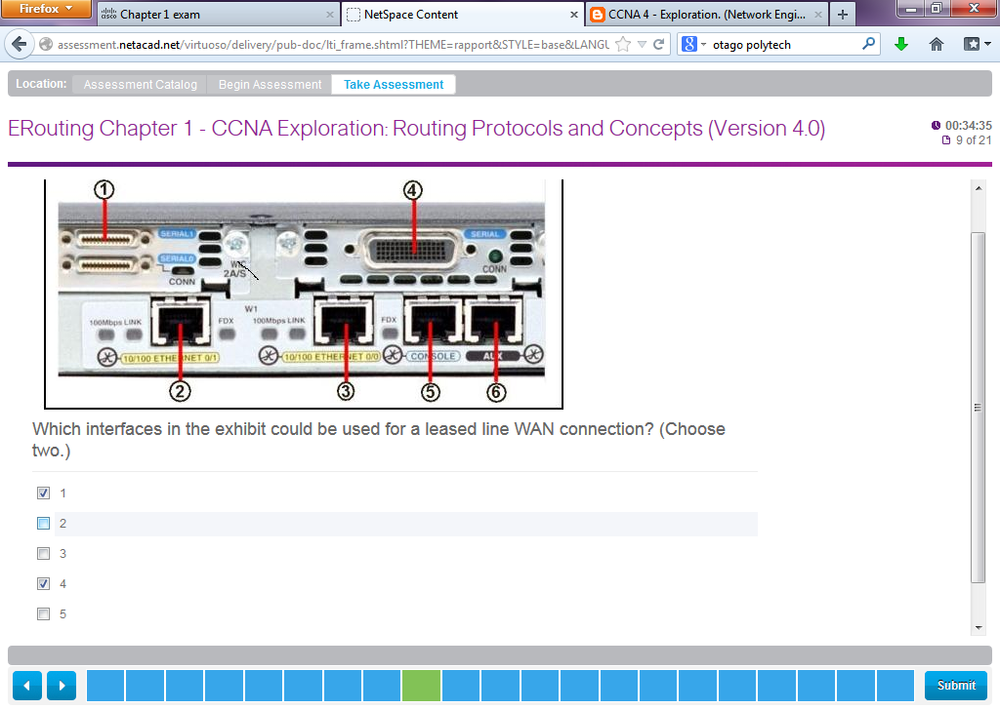 Firefox
cisco Chapter 1 exam
NetSpace Content
CCNA 4 - Exploration. (Network Engi...
assessment.netacad.net/virtuoso/delivery/pub-doc/lti_frame.shtml?THEME=rapport&STYLE=base&LANGU
otago polytech
Location: Assessment Catalog Begin Assessment Take Assessment
ERouting Chapter 1 - CCNA Exploration: Routing Protocols and Concepts (Version 4.0)
00:34:35
9 of 21
1
4
SERIAL1
SERIAL
SERIAL0
CONN
2A/S
CONN
W1
100Mbps LINK
FDX
100Mbps LINK
FDX
10/100 ETHERNET 0/1
10/100 ETHERNET 0/0
CONSOLE
AUX
2
3
5
6
Which interfaces in the exhibit could be used for a leased line WAN connection? (Choose
two.)
1
2
3
4
5
Submit